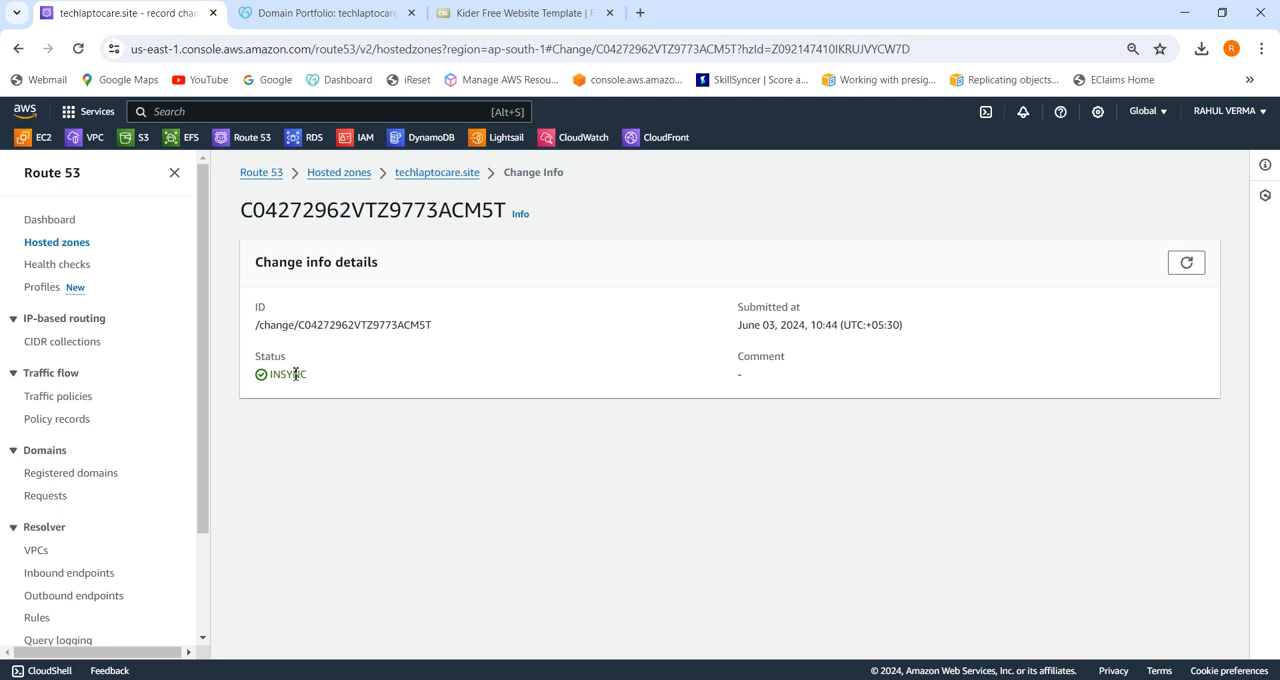 techlaptocare.site - record chan
Domain Portfolio: techlaptocare
Kider Free Website Template | F
us-east-1.console.aws.amazon.com/route53/v2/hostedzones?region=ap-south-1#Change/C04272962VTZ9773ACM5T?hzId=Z092147410IKRUJVYCW7D
R
Webmail
Google Maps
YouTube
Google
Dashboard
iReset
Manage AWS Resou...
console.aws.amazo...
SkillSyncer | Score a...
Working with presig...
Replicating objects...
EClaims Home
aws
Services
Search
[Alt+S]
Global
RAHUL VERMA
EC2
VPC
S3
EFS
Route 53
RDS
IAM
DynamoDB
Lightsail
CloudWatch
CloudFront
Route 53
Dashboard
Hosted zones
Health checks
Profiles New
IP-based routing
CIDR collections
Traffic flow
Traffic policies
Policy records
Domains
Registered domains
Requests
Resolver
VPCs
Inbound endpoints
Outbound endpoints
Rules
Query logging
Route 53
Hosted zones
techlaptocare.site
Change Info
C04272962VTZ9773ACM5T Info
Change info details
ID
/change/C04272962VTZ9773ACM5T
Submitted at
June 03, 2024, 10:44 (UTC+05:30)
Status
INSYNC
Comment
-
CloudShell
Feedback
© 2024, Amazon Web Services, Inc. or its affiliates.
Privacy
Terms
Cookie preferences